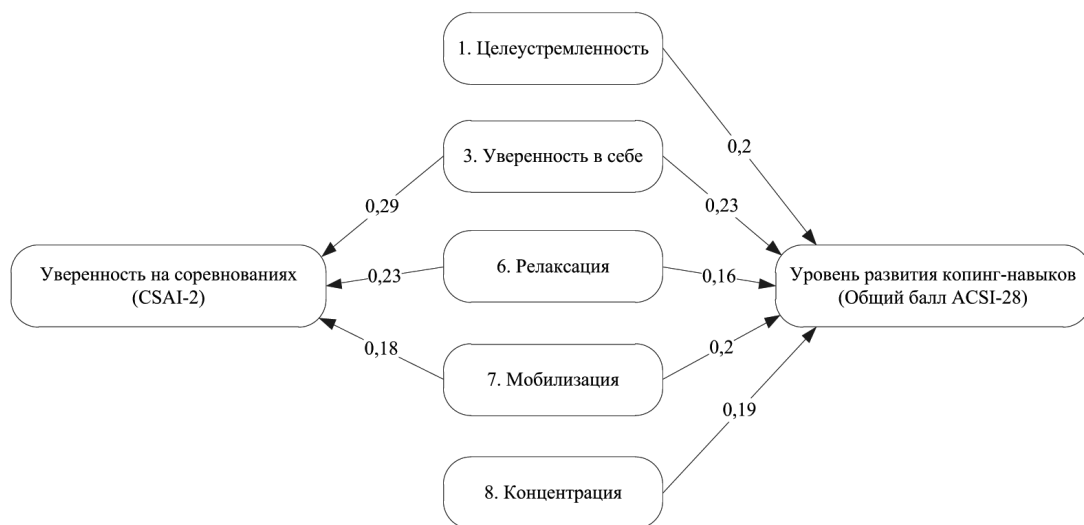 1. Целеустремленность
0,2
3. Уверенность в себе
0,29
0,23
Уверенность на соревнованиях
(CSAI-2)
0,23
6. Релаксация
0,16
Уровень развития копинг-навыков
(Общий балл ACSI-28)
0,18
7. Мобилизация
0,2
0,19
8. Концентрация